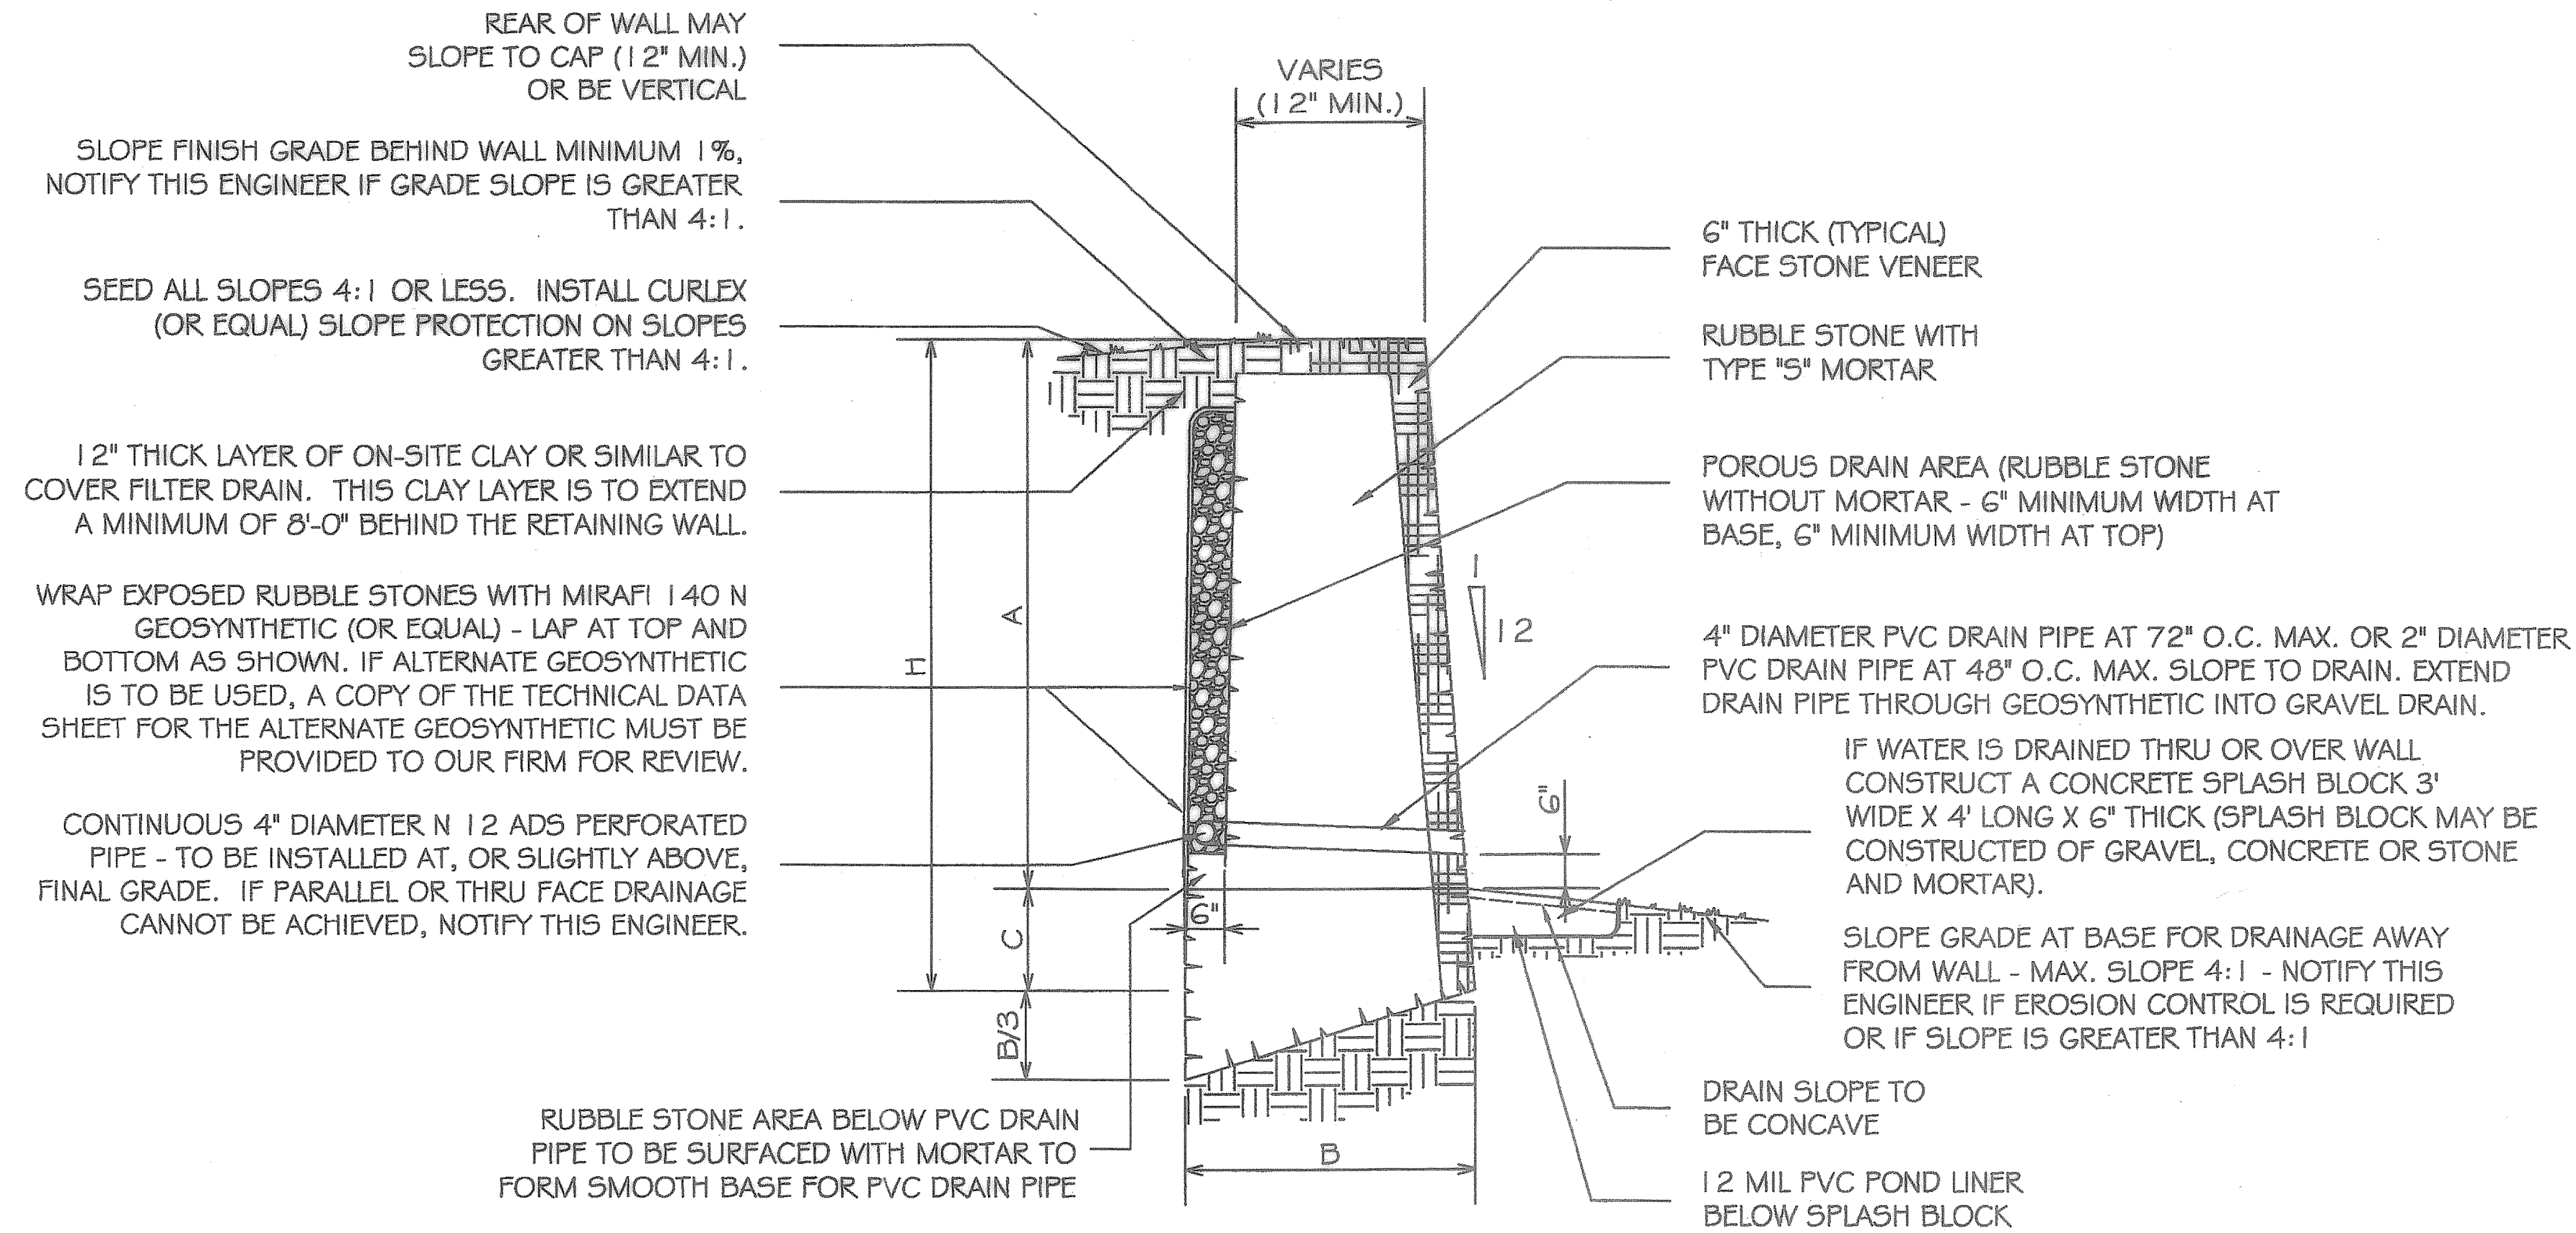 REAR OF WALL MAY
SLOPE TO CAP (12" MIN.)
OR BE VERTICAL
SLOPE FINISH GRADE BEHIND WALL MINIMUM 1%,
NOTIFY THIS ENGINEER IF GRADE SLOPE IS GREATER
THAN 4:1.
SEED ALL SLOPES 4:1 OR LESS. INSTALL CURLEX
(OR EQUAL) SLOPE PROTECTION ON SLOPES
GREATER THAN 4:1.
12" THICK LAYER OF ON-SITE CLAY OR SIMILAR TO
COVER FILTER DRAIN. THIS CLAY LAYER IS TO EXTEND
A MINIMUM OF 8'-0" BEHIND THE RETAINING WALL.
WRAP EXPOSED RUBBLE STONES WITH MIRAFI 140 N
GEOSYNTHETIC (OR EQUAL) - LAP AT TOP AND
BOTTOM AS SHOWN. IF ALTERNATE GEOSYNTHETIC
IS TO BE USED, A COPY OF THE TECHNICAL DATA
SHEET FOR THE ALTERNATE GEOSYNTHETIC MUST BE
PROVIDED TO OUR FIRM FOR REVIEW.
CONTINUOUS 4" DIAMETER N 12 ADS PERFORATED
PIPE - TO BE INSTALLED AT, OR SLIGHTLY ABOVE,
FINAL GRADE. IF PARALLEL OR THRU FACE DRAINAGE
CANNOT BE ACHIEVED, NOTIFY THIS ENGINEER.
RUBBLE STONE AREA BELOW PVC DRAIN
PIPE TO BE SURFACED WITH MORTAR TO
FORM SMOOTH BASE FOR PVC DRAIN PIPE
VARIES
(12" MIN.)
H
A
C
B/3
6"
B
1
12
6"
6" THICK (TYPICAL)
FACE STONE VENEER
RUBBLE STONE WITH
TYPE "S" MORTAR
POROUS DRAIN AREA (RUBBLE STONE
WITHOUT MORTAR - 6" MINIMUM WIDTH AT
BASE, 6" MINIMUM WIDTH AT TOP)
4" DIAMETER PVC DRAIN PIPE AT 72" O.C. MAX. OR 2" DIAMETER
PVC DRAIN PIPE AT 48" O.C. MAX. SLOPE TO DRAIN. EXTEND
DRAIN PIPE THROUGH GEOSYNTHETIC INTO GRAVEL DRAIN.
IF WATER IS DRAINED THRU OR OVER WALL
CONSTRUCT A CONCRETE SPLASH BLOCK 3'
WIDE X 4' LONG X 6" THICK (SPLASH BLOCK MAY BE
CONSTRUCTED OF GRAVEL, CONCRETE OR STONE
AND MORTAR).
SLOPE GRADE AT BASE FOR DRAINAGE AWAY
FROM WALL - MAX. SLOPE 4:1 - NOTIFY THIS
ENGINEER IF EROSION CONTROL IS REQUIRED
OR IF SLOPE IS GREATER THAN 4:1
DRAIN SLOPE TO
BE CONCAVE
12 MIL PVC POND LINER
BELOW SPLASH BLOCK